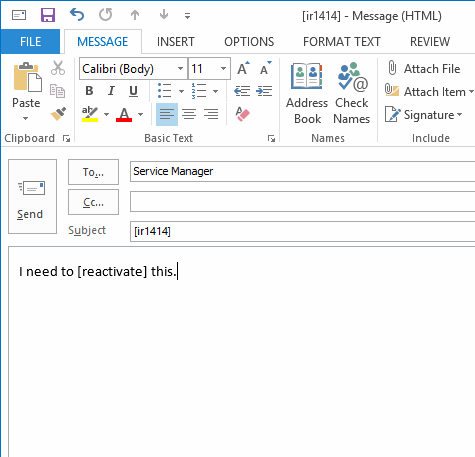 [ir1414] - Message (HTML)
FILE MESSAGE INSERT OPTIONS FORMAT TEXT REVIEW
Calibri (Body) 11 A A
Paste
B I U
ab A
Clipboard
Basic Text
Address Book
Check Names
Names
Attach File
Attach Item
Signature
Include
Send
To... Service Manager
Cc...
Subject [ir1414]
I need to [reactivate] this.